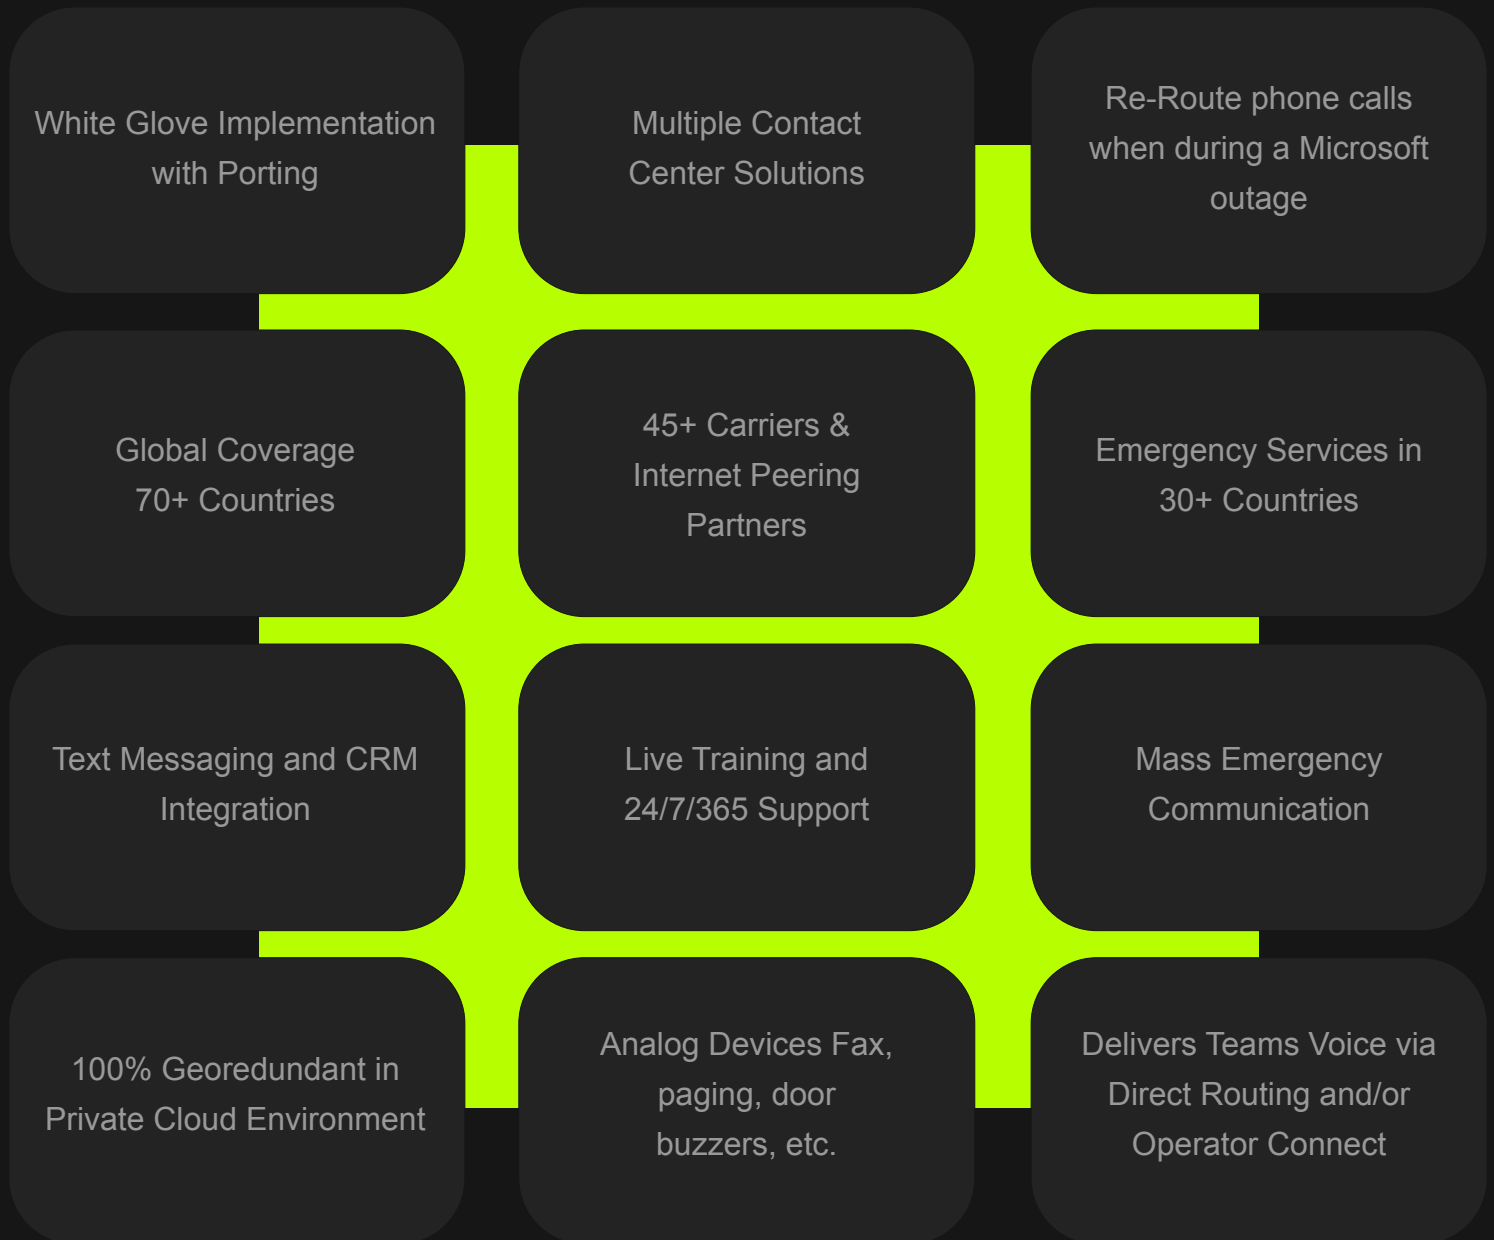 White Glove Implementation
with Porting
Multiple Contact
Center Solutions
Re-Route phone calls
when during a Microsoft
outage
Global Coverage
70+ Countries
45+ Carriers &
Internet Peering
Partners
Emergency Services in
30+ Countries
Text Messaging and CRM
Integration
Live Training and
24/7/365 Support
Mass Emergency
Communication
100% Georedundant in
Private Cloud Environment
Analog Devices Fax,
paging, door
buzzers, etc.
Delivers Teams Voice via
Direct Routing and/or
Operator Connect